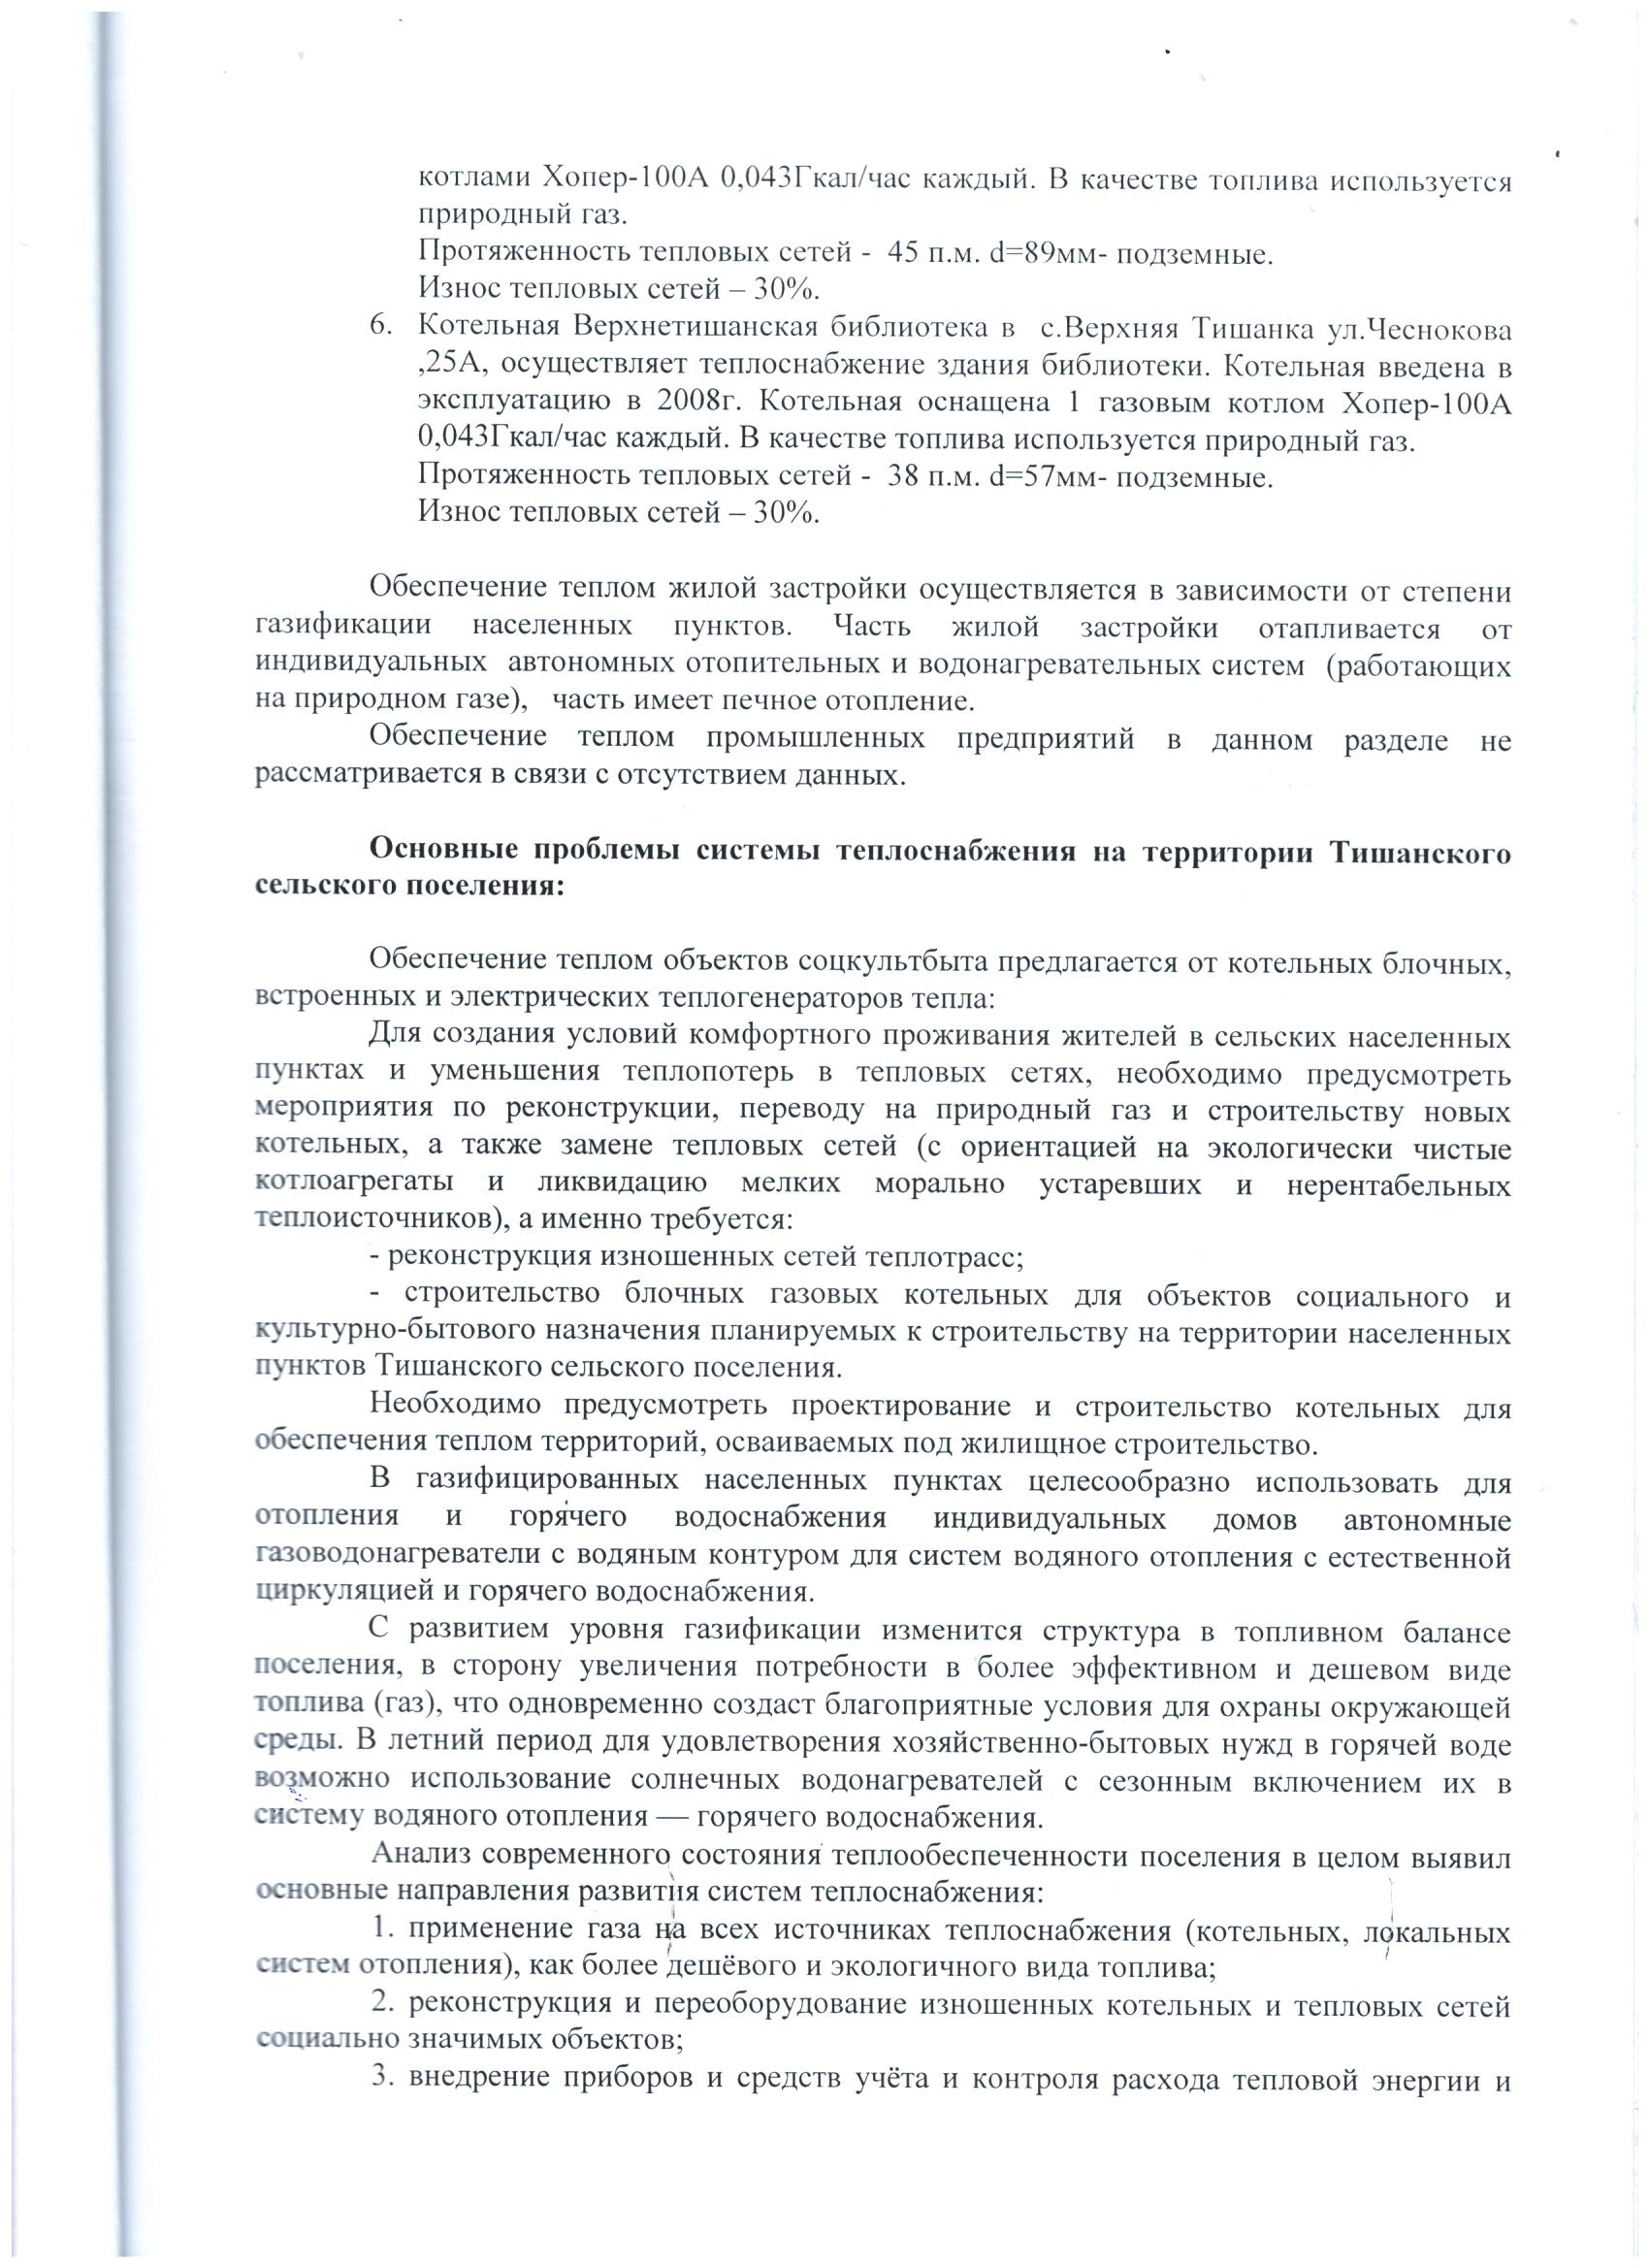 котлами Хопер-100А 0,043Гкал/час каждый. В качестве топлива используется
природный газ.
Протяженность тепловых сетей - 45 п.м. d=89мм- подземные.
Износ тепловых сетей – 30%.
6. Котельная Верхнетишанская библиотека в с.Верхняя Тишанка ул.Чеснокова
,25А, осуществляет теплоснабжение здания библиотеки. Котельная введена в
эксплуатацию в 2008г. Котельная оснащена 1 газовым котлом Хопер-100А
0,043Гкал/час каждый. В качестве топлива используется природный газ.
Протяженность тепловых сетей - 38 п.м. d=57мм- подземные.
Износ тепловых сетей – 30%.
Обеспечение теплом жилой застройки осуществляется в зависимости от степени
газификации населенных пунктов. Часть жилой застройки отапливается от
индивидуальных автономных отопительных и водонагревательных систем (работающих
на природном газе), часть имеет печное отопление.
Обеспечение теплом промышленных предприятий в данном разделе не
рассматривается в связи с отсутствием данных.
Основные проблемы системы теплоснабжения на территории Тишанского
сельского поселения:
Обеспечение теплом объектов соцкультбыта предлагается от котельных блочных,
встроенных и электрических теплогенераторов тепла:
Для создания условий комфортного проживания жителей в сельских населенных
пунктах и уменьшения теплопотерь в тепловых сетях, необходимо предусмотреть
мероприятия по реконструкции, переводу на природный газ и строительству новых
котельных, а также замене тепловых сетей (с ориентацией на экологически чистые
котлоагрегаты и ликвидацию мелких морально устаревших и нерентабельных
теплоисточников), а именно требуется:
- реконструкция изношенных сетей теплотрасс;
- строительство блочных газовых котельных для объектов социального и
культурно-бытового назначения планируемых к строительству на территории населенных
пунктов Тишанского сельского поселения.
Необходимо предусмотреть проектирование и строительство котельных для
обеспечения теплом территорий, осваиваемых под жилищное строительство.
В газифицированных населенных пунктах целесообразно использовать для
отопления и горячего водоснабжения индивидуальных домов автономные
газоводонагреватели с водяным контуром для систем водяного отопления с естественной
циркуляцией и горячего водоснабжения.
С развитием уровня газификации изменится структура в топливном балансе
поселения, в сторону увеличения потребности в более эффективном и дешевом виде
топлива (газ), что одновременно создаст благоприятные условия для охраны окружающей
среды. В летний период для удовлетворения хозяйственно-бытовых нужд в горячей воде
возможно использование солнечных водонагревателей с сезонным включением их в
систему водяного отопления — горячего водоснабжения.
Анализ современного состояния теплообеспеченности поселения в целом выявил
основные направления развития систем теплоснабжения:
1. применение газа на всех источниках теплоснабжения (котельных, локальных
систем отопления), как более дешёвого и экологичного вида топлива;
2. реконструкция и переоборудование изношенных котельных и тепловых сетей
социально значимых объектов;
3. внедрение приборов и средств учёта и контроля расхода тепловой энергии и